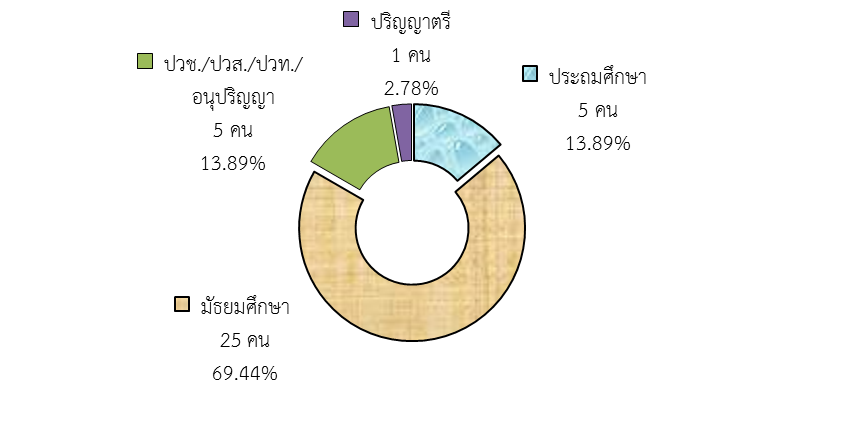 ปริญญาตรี
1 คน
2.78%
ปวช./ปวส./ปวท./
อนุปริญญา
5 คน
13.89%
ประถมศึกษา
5 คน
13.89%
มัธยมศึกษา
25 คน
69.44%